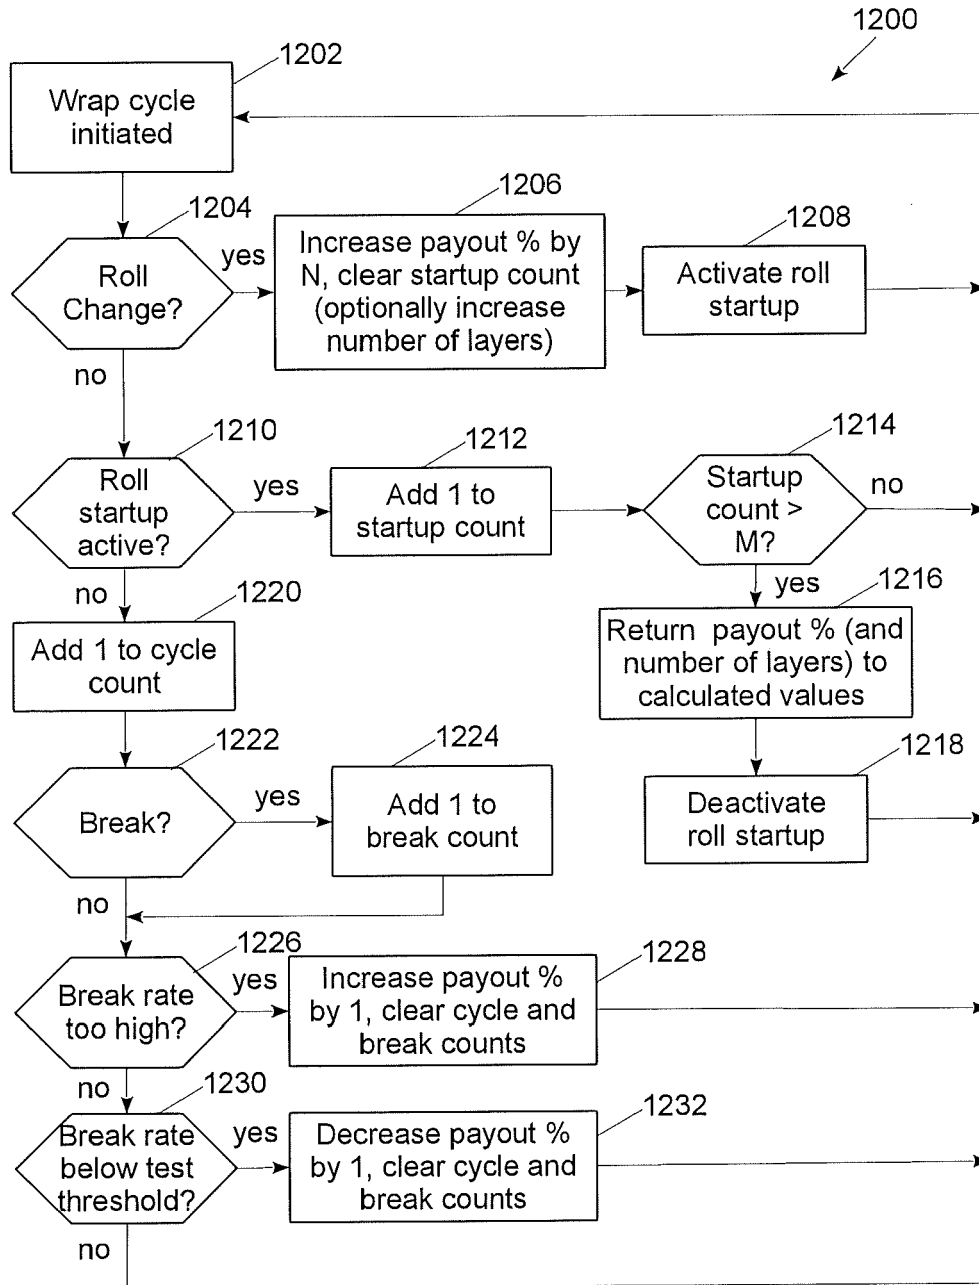 1200
1202
Wrap cycle
initiated
1204
Roll
Change?
yes
no
1206
Increase payout % by
N, clear startup count
(optionally increase
number of layers)
1208
Activate roll
startup
1210
Roll
startup
active?
yes
no
1212
Add 1 to
startup count
1214
Startup
count >
M?
no
yes
1216
Return payout % (and
number of layers) to
calculated values
1218
Deactivate
roll startup
1220
Add 1 to cycle
count
1222
Break?
yes
no
1224
Add 1 to
break count
1226
Break rate
too high?
yes
no
1228
Increase payout %
by 1, clear cycle and
break counts
1230
Break rate
below test
threshold?
yes
no
1232
Decrease payout %
by 1, clear cycle and
break counts